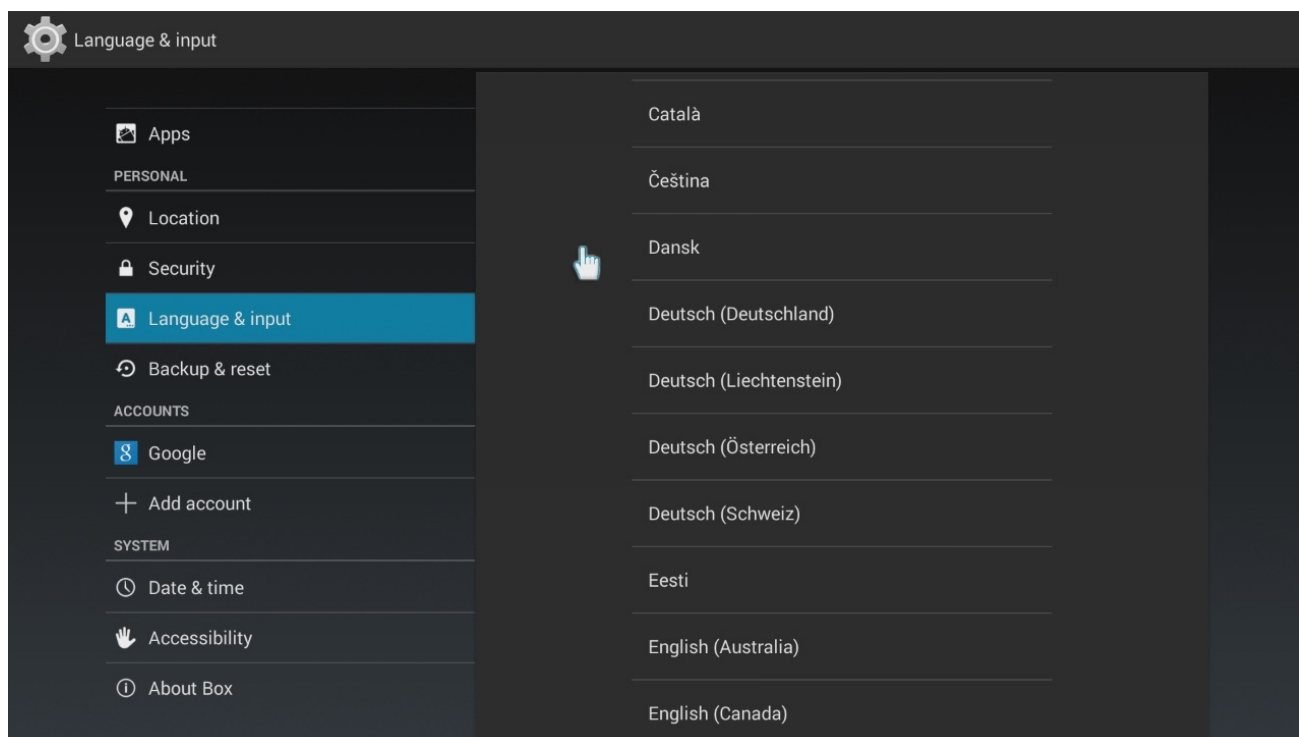 Language & input
Apps
PERSONAL
Location
Security
Language & input
Backup & reset
ACCOUNTS
Google
Add account
SYSTEM
Date & time
Accessibility
About Box
Català
Čeština
Dansk
Deutsch (Deutschland)
Deutsch (Liechtenstein)
Deutsch (Österreich)
Deutsch (Schweiz)
Eesti
English (Australia)
English (Canada)